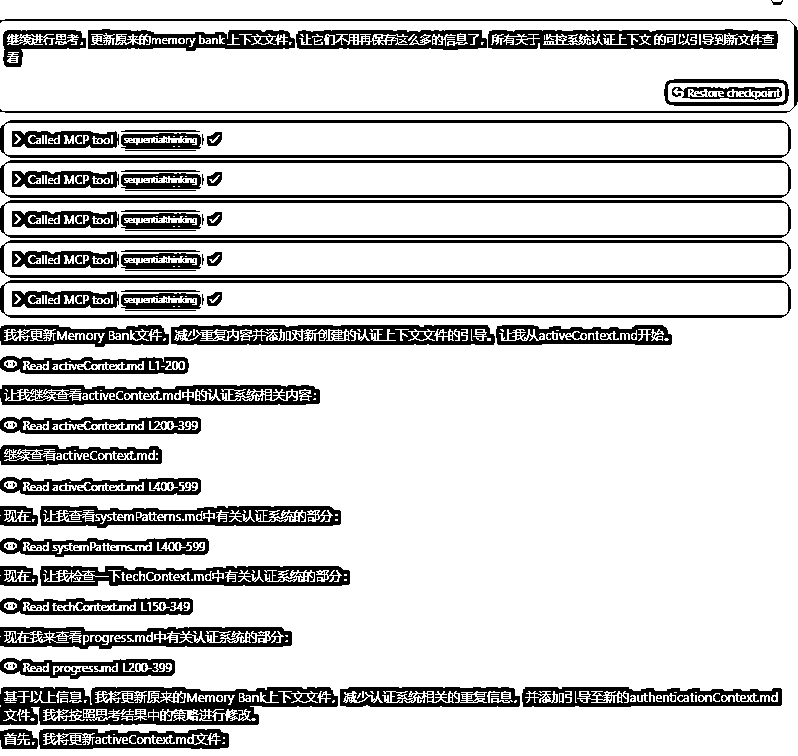 继续进行思考，更新原来的memory bank 上下文文件，让它们不用再保存这么多的信息了，所有关于 监控系统认证上下文 的可以引导到新文件查
看
Restore checkpoint
Called MCP tool sequentialthinking
Called MCP tool sequentialthinking
Called MCP tool sequentialthinking
Called MCP tool sequentialthinking
Called MCP tool sequentialthinking
我将更新Memory Bank文件，减少重复内容并添加对新创建的认证上下文文件的引导。让我从activeContext.md开始。
Read activeContext.md L1-200
让我继续查看activeContext.md中的认证系统相关内容：
Read activeContext.md L200-399
继续查看activeContext.md:
Read activeContext.md L400-599
现在，让我查看systemPatterns.md中有关认证系统的部分：
Read systemPatterns.md L400-599
现在，让我检查一下techContext.md中有关认证系统的部分：
Read techContext.md L150-349
现在我来查看progress.md中有关认证系统的部分：
Read progress.md L200-399
基于以上信息，我将更新原来的Memory Bank上下文文件，减少认证系统相关的重复信息，并添加引导至新的authenticationContext.md
文件。我将按照思考结果中的策略进行修改。
首先，我将更新activeContext.md文件：